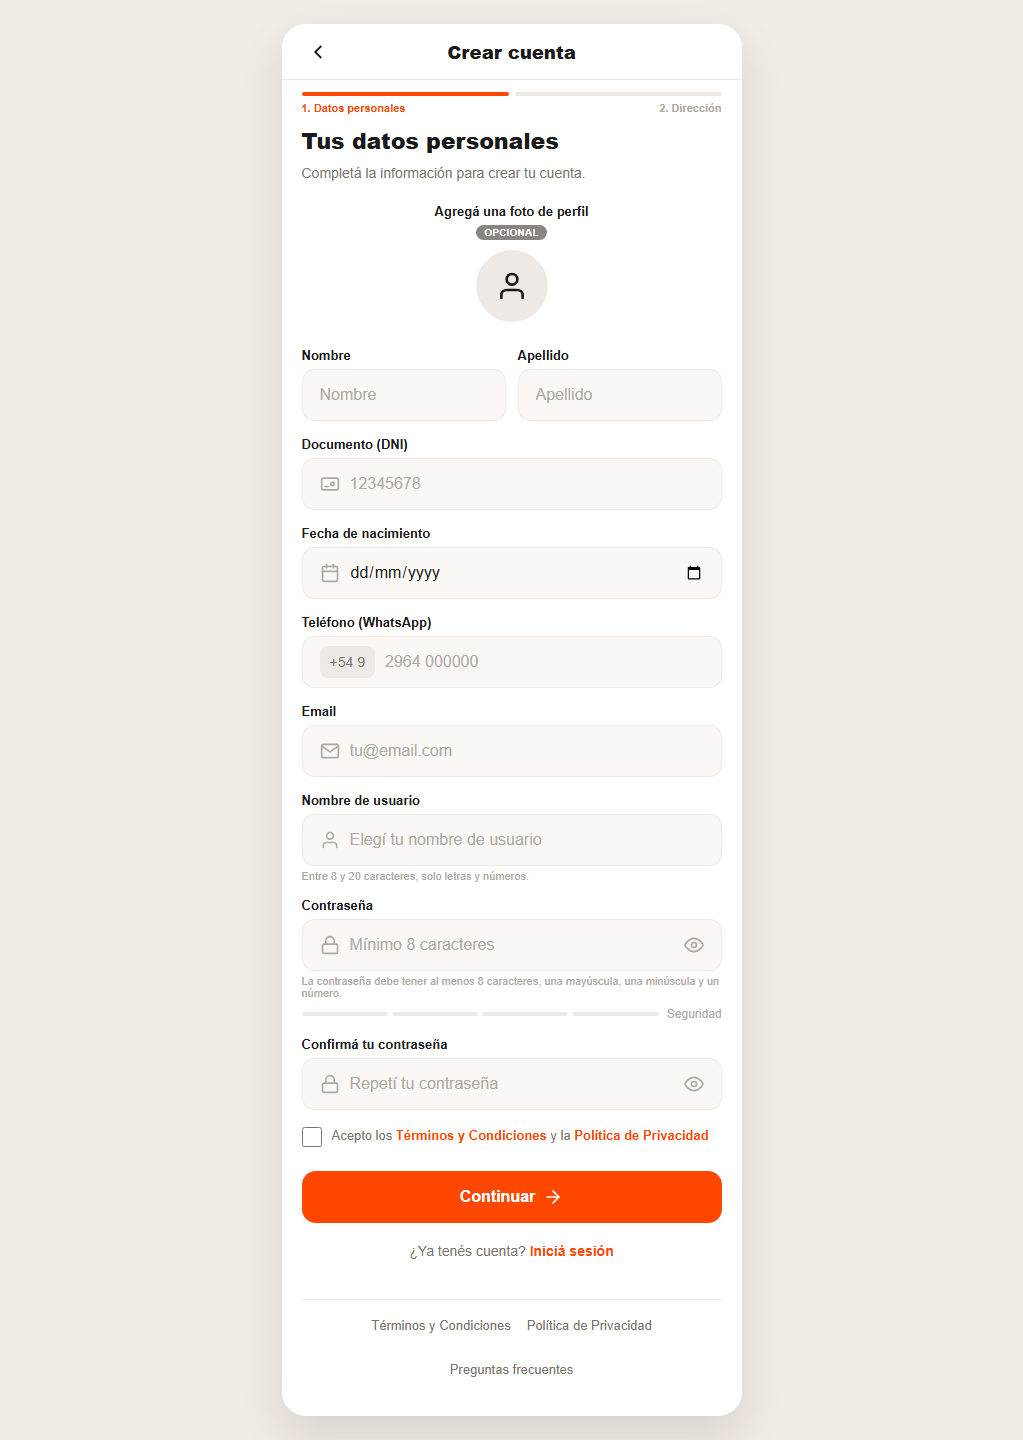 Crear cuenta
1. Datos personales
2. Dirección
Tus datos personales
Completá la información para crear tu cuenta.
Agregá una foto de perfil
OPCIONAL
Nombre
Apellido
Nombre
Apellido
Documento (DNI)
12345678
Fecha de nacimiento
dd/mm/yyyy
Teléfono (WhatsApp)
+54 9
2964 000000
Email
tu@email.com
Nombre de usuario
Elegí tu nombre de usuario
Entre 8 y 20 caracteres, solo letras y números.
Contraseña
Mínimo 8 caracteres
La contraseña debe tener al menos 8 caracteres, una mayúscula, una minúscula y un
número.
Seguridad
Confirmá tu contraseña
Repetí tu contraseña
Acepto los Términos y Condiciones y la Política de Privacidad
Continuar
¿Ya tenés cuenta? Iniciá sesión
Términos y Condiciones
Política de Privacidad
Preguntas frecuentes